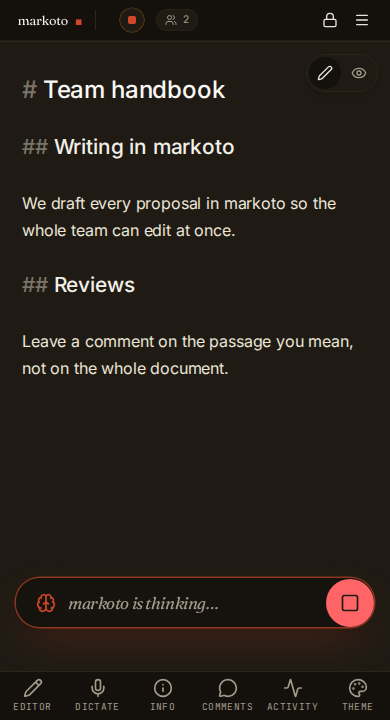 markoto
2
# Team handbook
## Writing in markoto
We draft every proposal in markoto so the
whole team can edit at once.
## Reviews
Leave a comment on the passage you mean,
not on the whole document.
markoto is thinking...
EDITOR DICTATE INFO COMMENTS ACTIVITY THEME